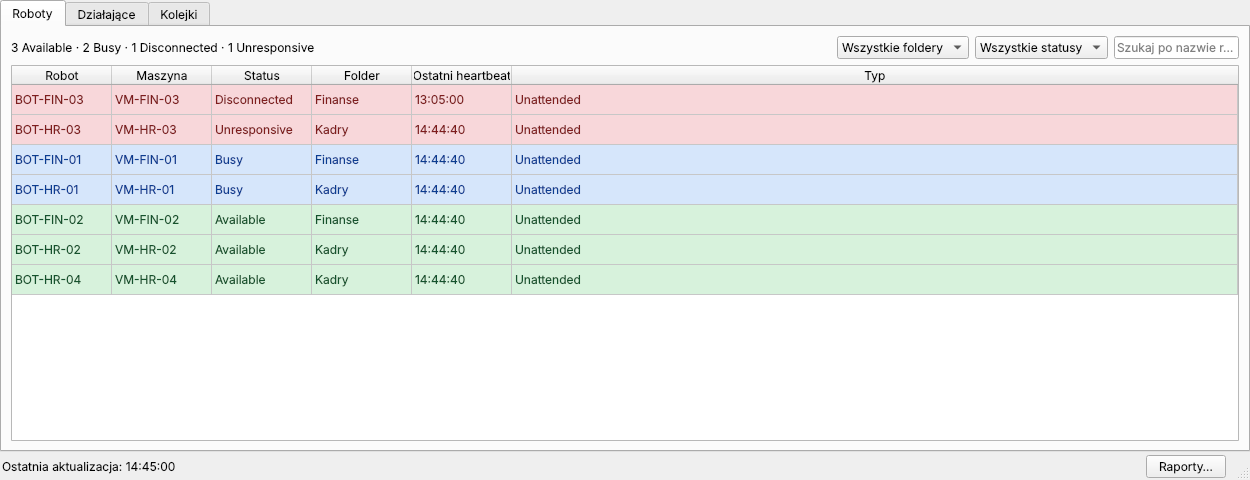 Roboty Działające Kolejki
3 Available · 2 Busy · 1 Disconnected · 1 Unresponsive Wszystkie foldery Wszystkie statusy Szukaj po nazwie r...
Robot Maszyna Status Folder Ostatni heartbeat Typ
BOT-FIN-03 VM-FIN-03 Disconnected Finanse 13:05:00 Unattended
BOT-HR-03 VM-HR-03 Unresponsive Kadry 14:44:40 Unattended
BOT-FIN-01 VM-FIN-01 Busy Finanse 14:44:40 Unattended
BOT-HR-01 VM-HR-01 Busy Kadry 14:44:40 Unattended
BOT-FIN-02 VM-FIN-02 Available Finanse 14:44:40 Unattended
BOT-HR-02 VM-HR-02 Available Kadry 14:44:40 Unattended
BOT-HR-04 VM-HR-04 Available Kadry 14:44:40 Unattended
Ostatnia aktualizacja: 14:45:00 Raporty...